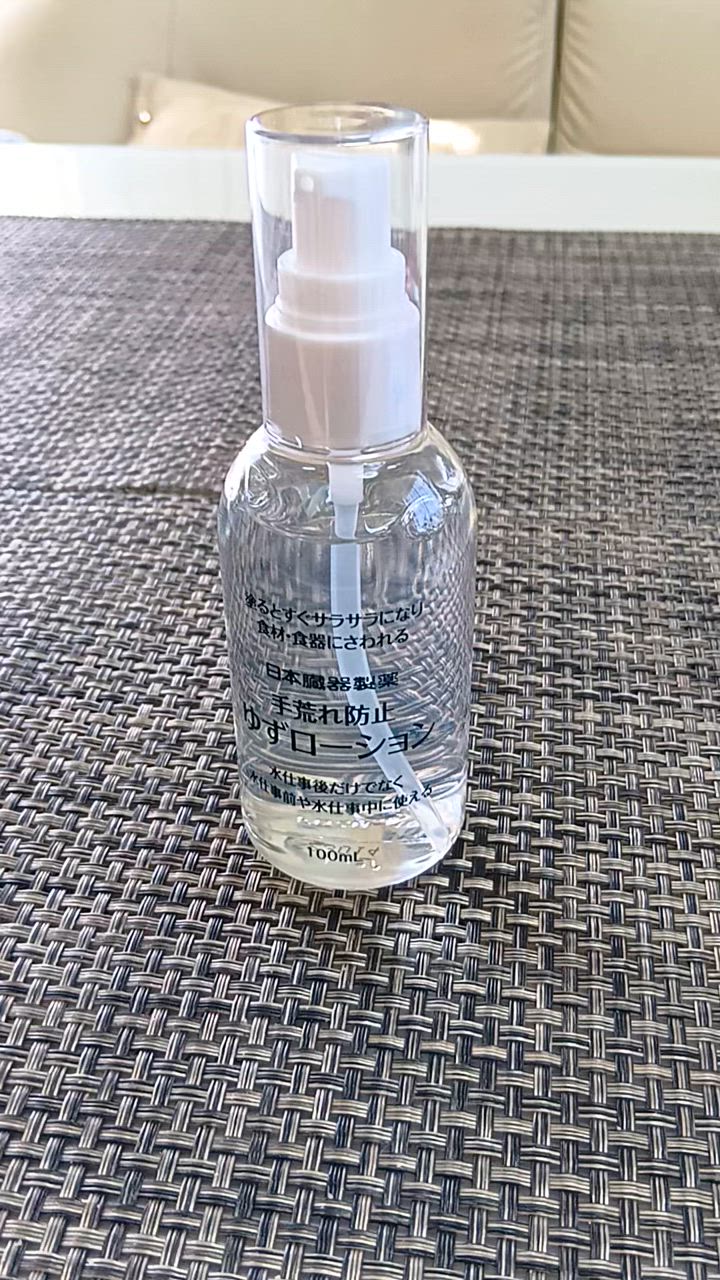 塗るとすぐサラサラになり
食材・食器にさわれる
日本臓器製薬
手荒れ防止
ゆずローション
水仕事後だけでなく
水仕事前や水仕事中に使える
100mL